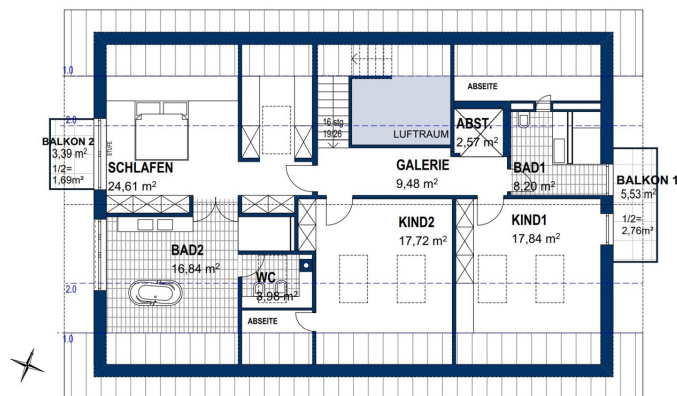 1.0
ABSEITE
2.0
16 stg
19/26
LUFTRAUM
ABST.
2,57 m²
BALKON 2
3,39 m²
1/2=
1,69m²
STUFE
SCHLAFEN
24,61 m²
GALERIE
9,48 m²
BAD1
8,20 m²
BALKON 1
5,53 m²
1/2=
2,76m²
KIND2
17,72 m²
KIND1
17,84 m²
BAD2
16,84 m²
WC
3,98 m²
2.0
ABSEITE
1.0